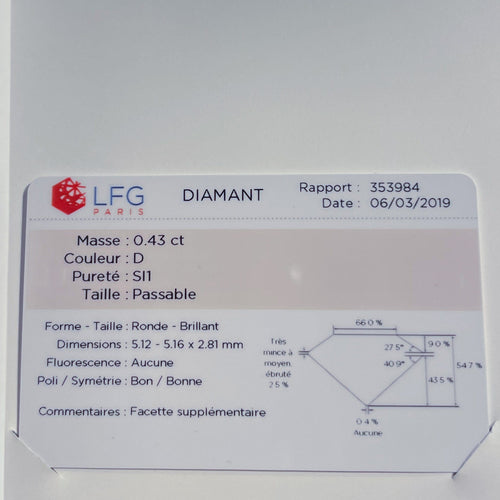 LFG
PARIS
DIAMANT
Rapport : 353984
Date : 06/03/2019
Masse : 0.43 ct
Couleur : D
Pureté : SI1
Taille : Passable
Forme - Taille : Ronde - Brillant
Dimensions : 5.12 - 5.16 x 2.81 mm
Fluorescence : Aucune
Poli / Symétrie : Bon / Bonne
Commentaires : Facette supplémentaire
66.0 %
Très
mince à
moyen,
ébruté
2.5 %
27.5°
40.9°
9.0 %
54.7 %
43.5 %
0.4 %
Aucune